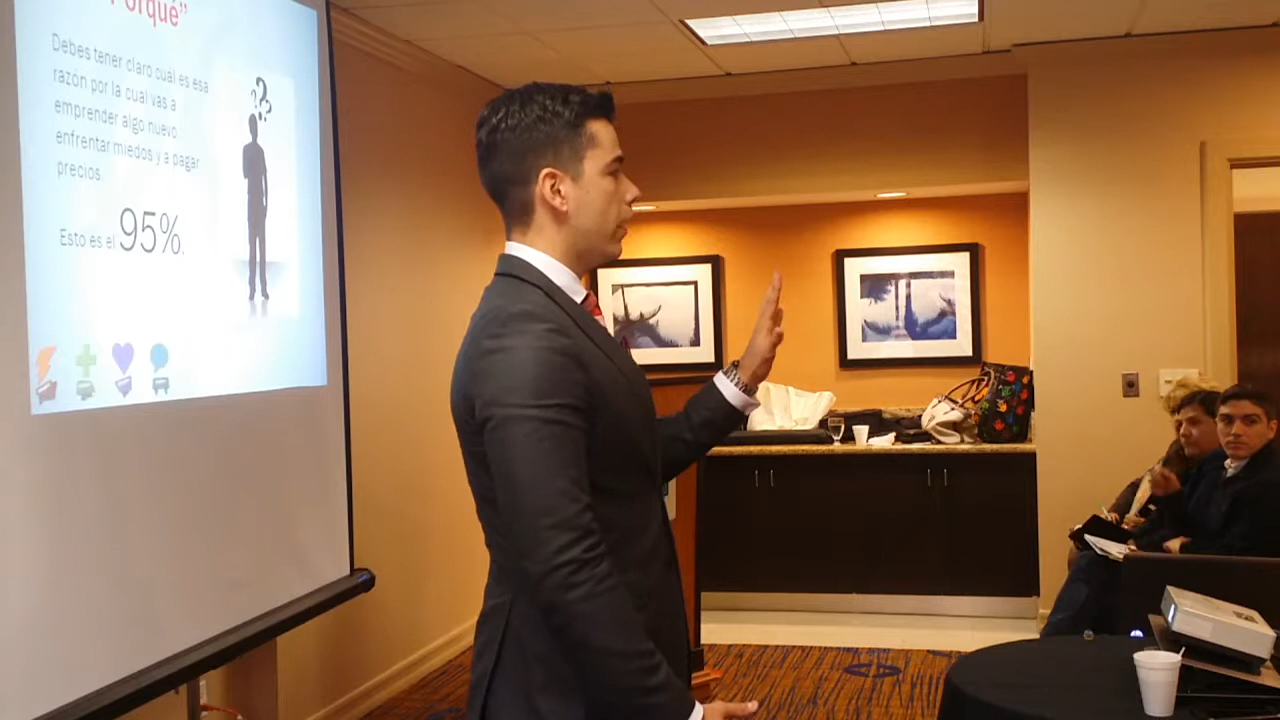 Porqué”
Debes tener claro cuál es esa
razón por la cual vas a
emprender algo nuevo
enfrentar miedos y a pagar
precios.
Esto es el 95%.